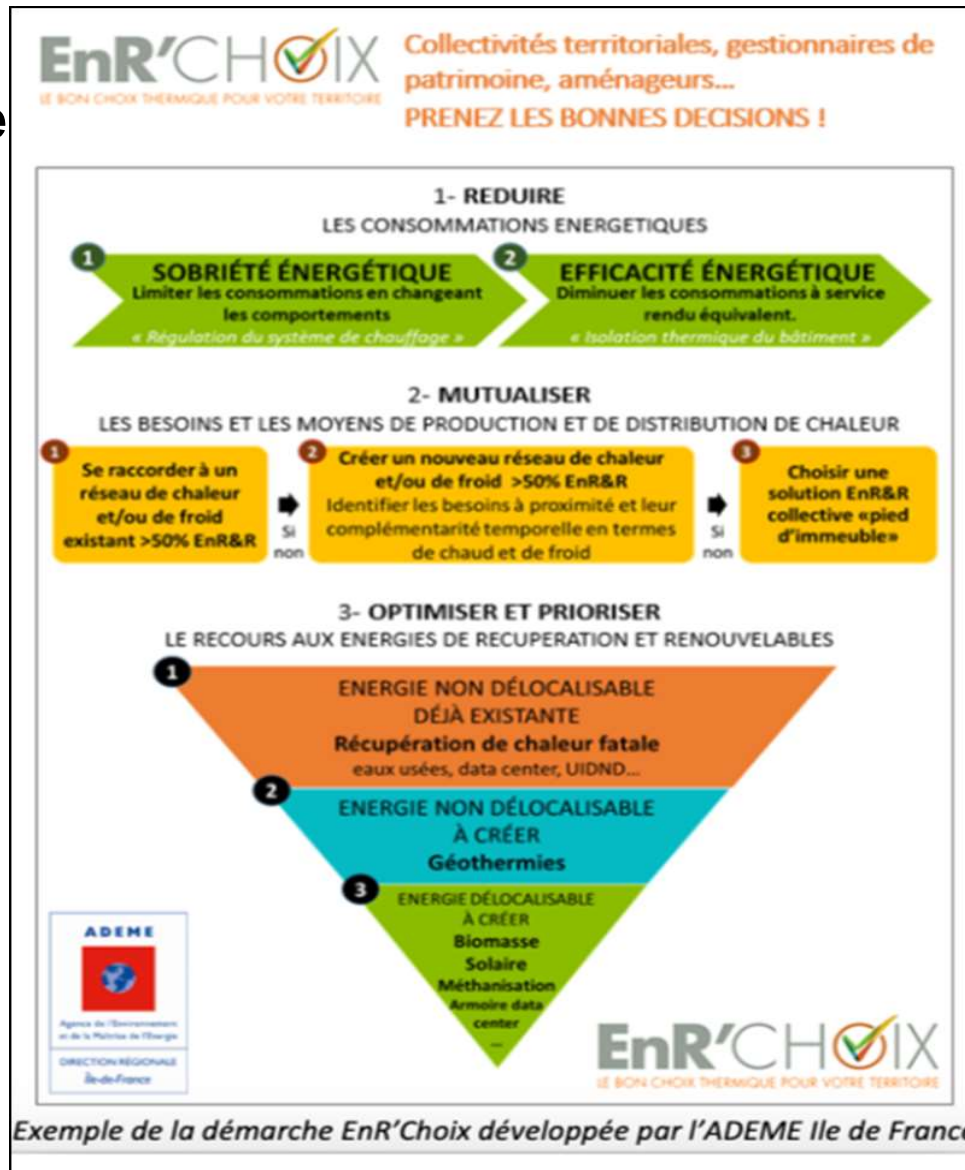 EnR'CHOIX
LE BON CHOIX THERMIQUE POUR VOTRE TERRITOIRE
Collectivités territoriales, gestionnaires de
patrimoine, aménageurs...
PRENEZ LES BONNES DECISIONS !
e
1- REDUIRE
LES CONSOMMATIONS ENERGETIQUES
1
SOBRIÉTÉ ÉNERGÉTIQUE
Limiter les consommations en changeant
les comportements
« Régulation du système de chauffage »
2
EFFICACITÉ ÉNERGÉTIQUE
Diminuer les consommations à service
rendu équivalent.
« Isolation thermique du bâtiment »
2- MUTUALISER
LES BESOINS ET LES MOYENS DE PRODUCTION ET DE DISTRIBUTION DE CHALEUR
1
Se raccorder à un
réseau de chaleur
et/ou de froid
existant >50% EnR&R
Si
non
2
Créer un nouveau réseau de chaleur
et/ou de froid >50% EnR&R
Identifier les besoins à proximité et leur
complémentarité temporelle en termes
de chaud et de froid
Si
non
3
Choisir une
solution EnR&R
collective «pied
d'immeuble»
3- OPTIMISER ET PRIORISER
LE RECOURS AUX ENERGIES DE RECUPERATION ET RENOUVELABLES
1
ENERGIE NON DÉLOCALISABLE
DÉJÀ EXISTANTE
Récupération de chaleur fatale
eaux usées, data center, UIDND...
2
ENERGIE NON DÉLOCALISABLE
À CRÉER
Géothermies
3
ENERGIE DÉLOCALISABLE
À CRÉER
Biomasse
Solaire
Méthanisation
Armoire data
center
...
ADEME
Agence de l'Environnement
et de la Maîtrise de l'Energie
DIRECTION RÉGIONALE
Île-de-France
EnR'CHOIX
LE BON CHOIX THERMIQUE POUR VOTRE TERRITOIRE
Exemple de la démarche EnR'Choix développée par l'ADEME Ile de France